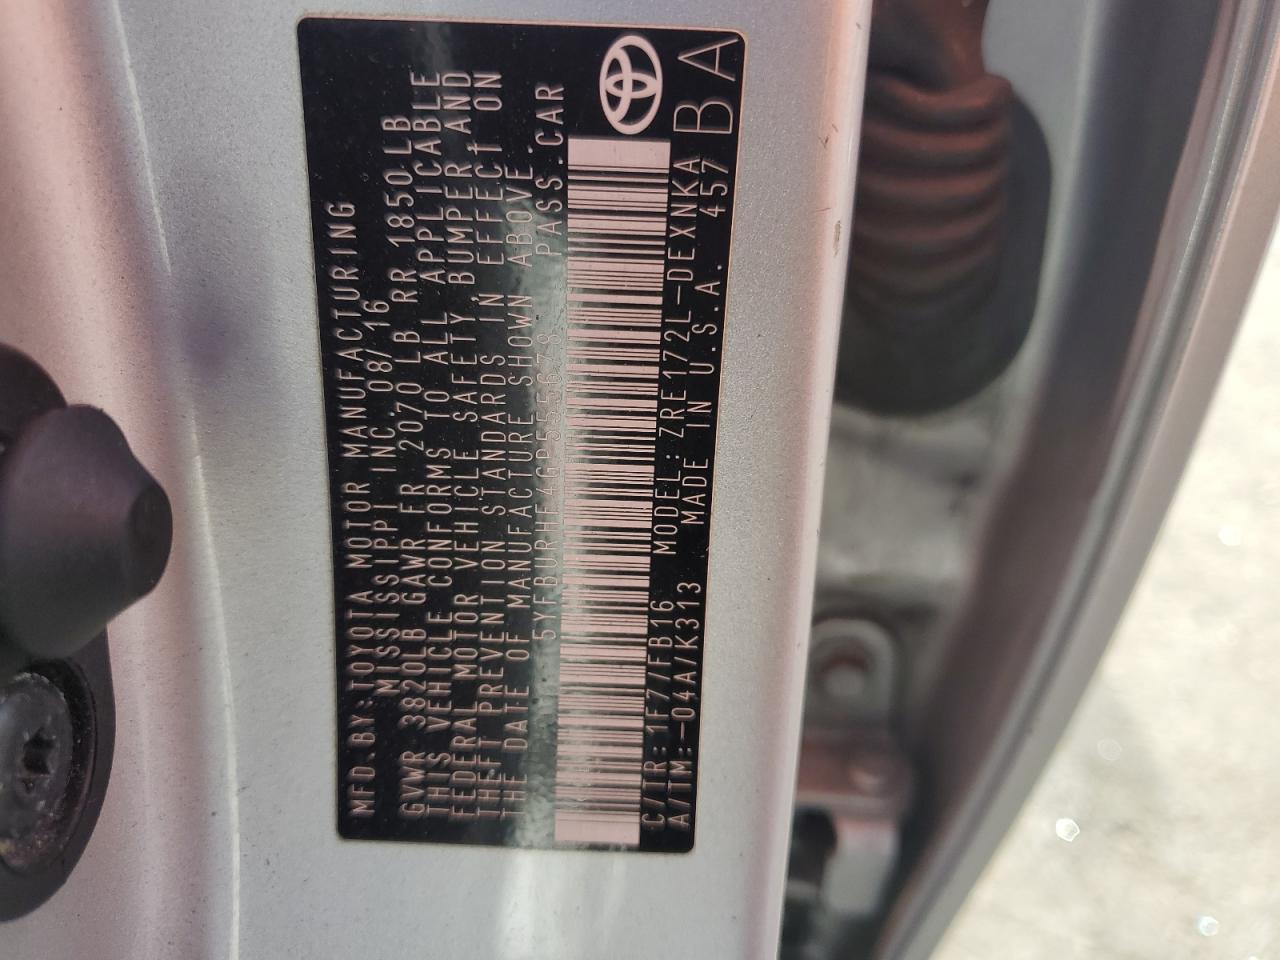 MFD.BY:TOYOTA MOTOR MANUFACTURING
MISSISSIPPI INC. 08/16
GVWR 3820LB GAWR FR 2070 LB RR 1850LB
THIS VEHICLE CONFORMS TO ALL APPLICABLE
FEDERAL MOTOR VEHICLE SAFETY, BUMPER AND
THEFT PREVENTION STANDARDS IN EFFECT ON
THE DATE OF MANUFACTURE SHOWN ABOVE.
5YFBURHE4GP555678 PASS.CAR
C/TR:1F7/FB16 MODEL:ZRE172L-DEXNKA
A/TM:-04A/K313 MADE IN U.S.A. 457
BA